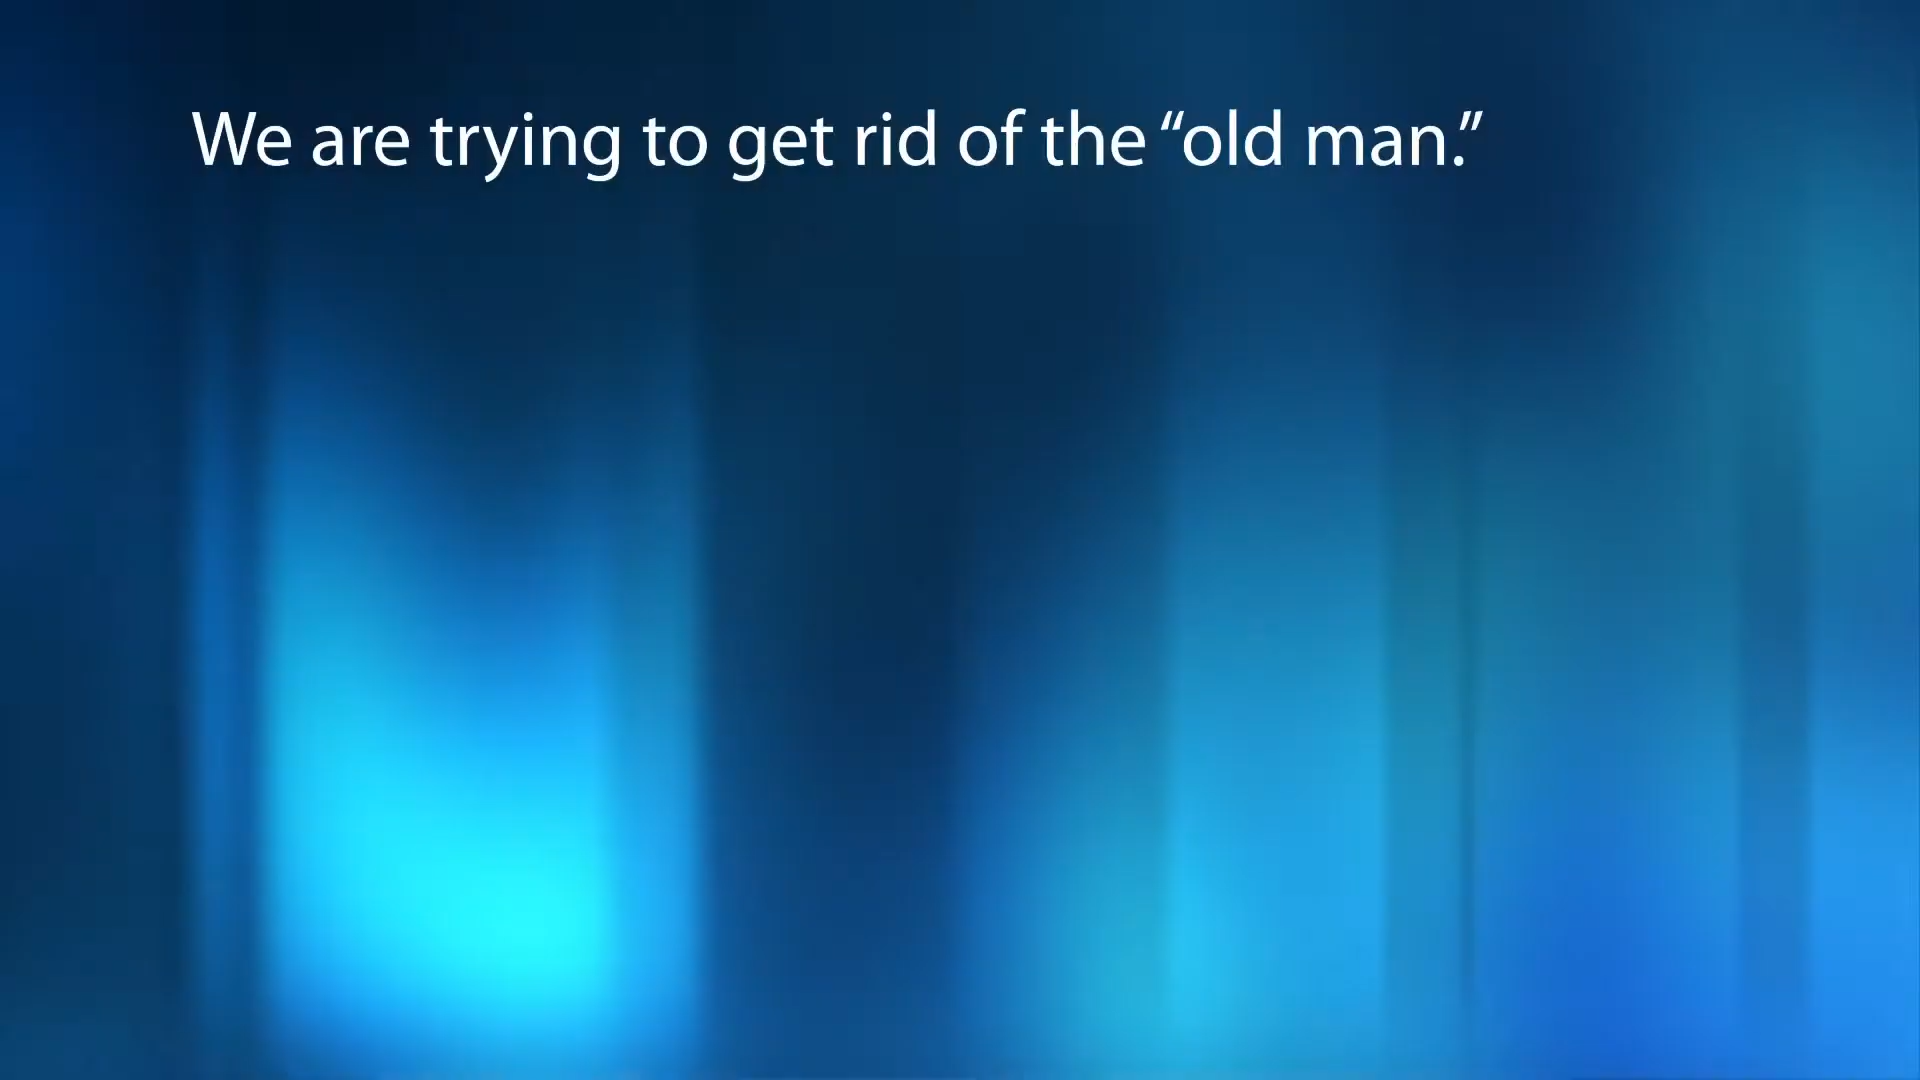 We are trying to get rid of the “old man.”